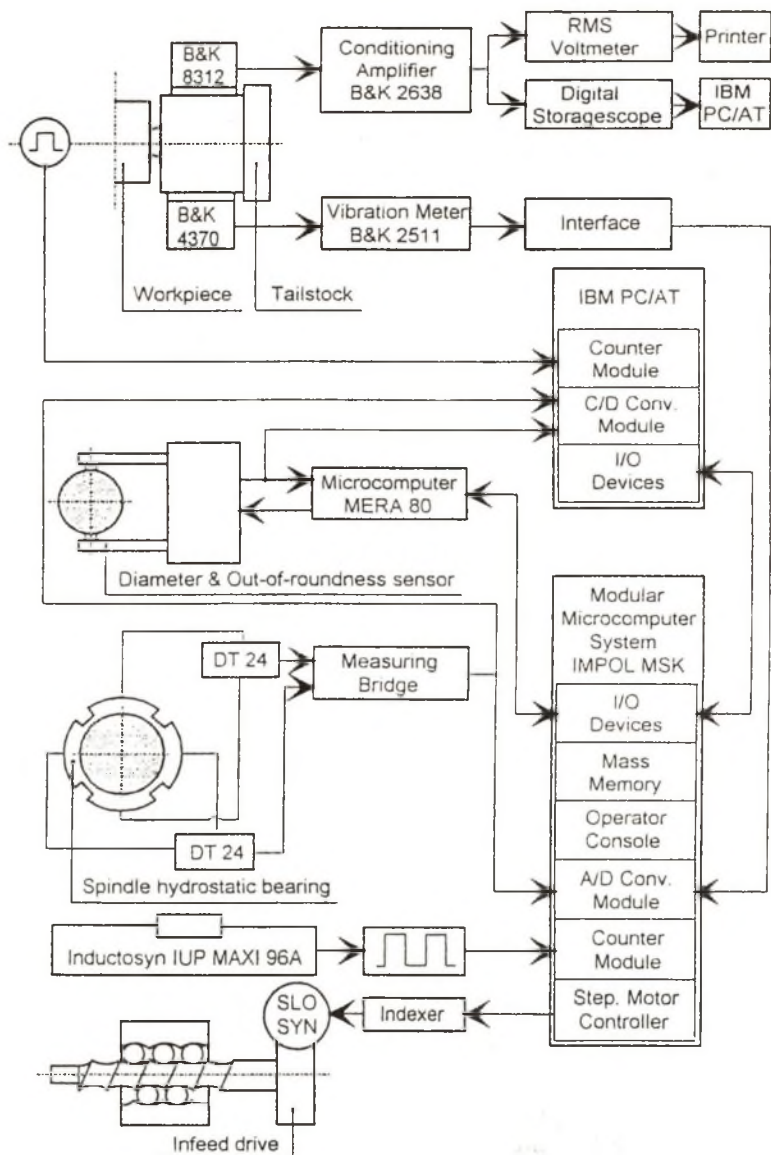 B&K
8312
Conditioning
Amplifier
B&K 2638
RMS
Voltmeter
Printer
Digital
Storagescope
IBM
PC/AT
B&K
4370
Vibration Meter
B&K 2511
Interface
Workpiece
Tailstock
IBM PC/AT
Counter
Module
C/D Conv.
Module
I/O
Devices
Microcomputer
MERA 80
Diameter & Out-of-roundness sensor
Modular
Microcomputer
System
IMPOL MSK
I/O
Devices
Mass
Memory
Operator
Console
A/D Conv.
Module
Counter
Module
Step. Motor
Controller
DT 24
Measuring
Bridge
DT 24
Spindle hydrostatic bearing
Inductosyn IUP MAXI 96A
SLO
SYN
Indexer
Infeed drive